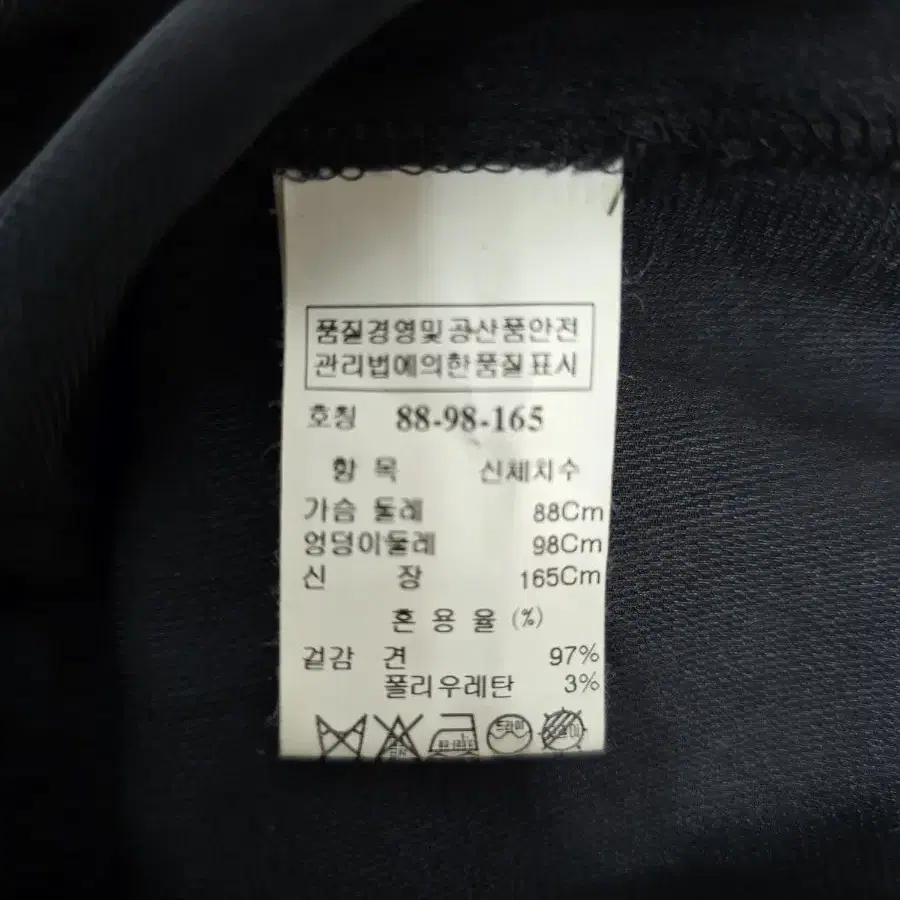 품질경영및공산품안전
관리법에의한품질표시
호칭 88-98-165
항 목 신체치수
가슴 둘레 88Cm
엉덩이둘레 98Cm
신 장 165Cm
혼 용 율 (%)
겉감 견 97%
폴리우레탄 3%
드라이